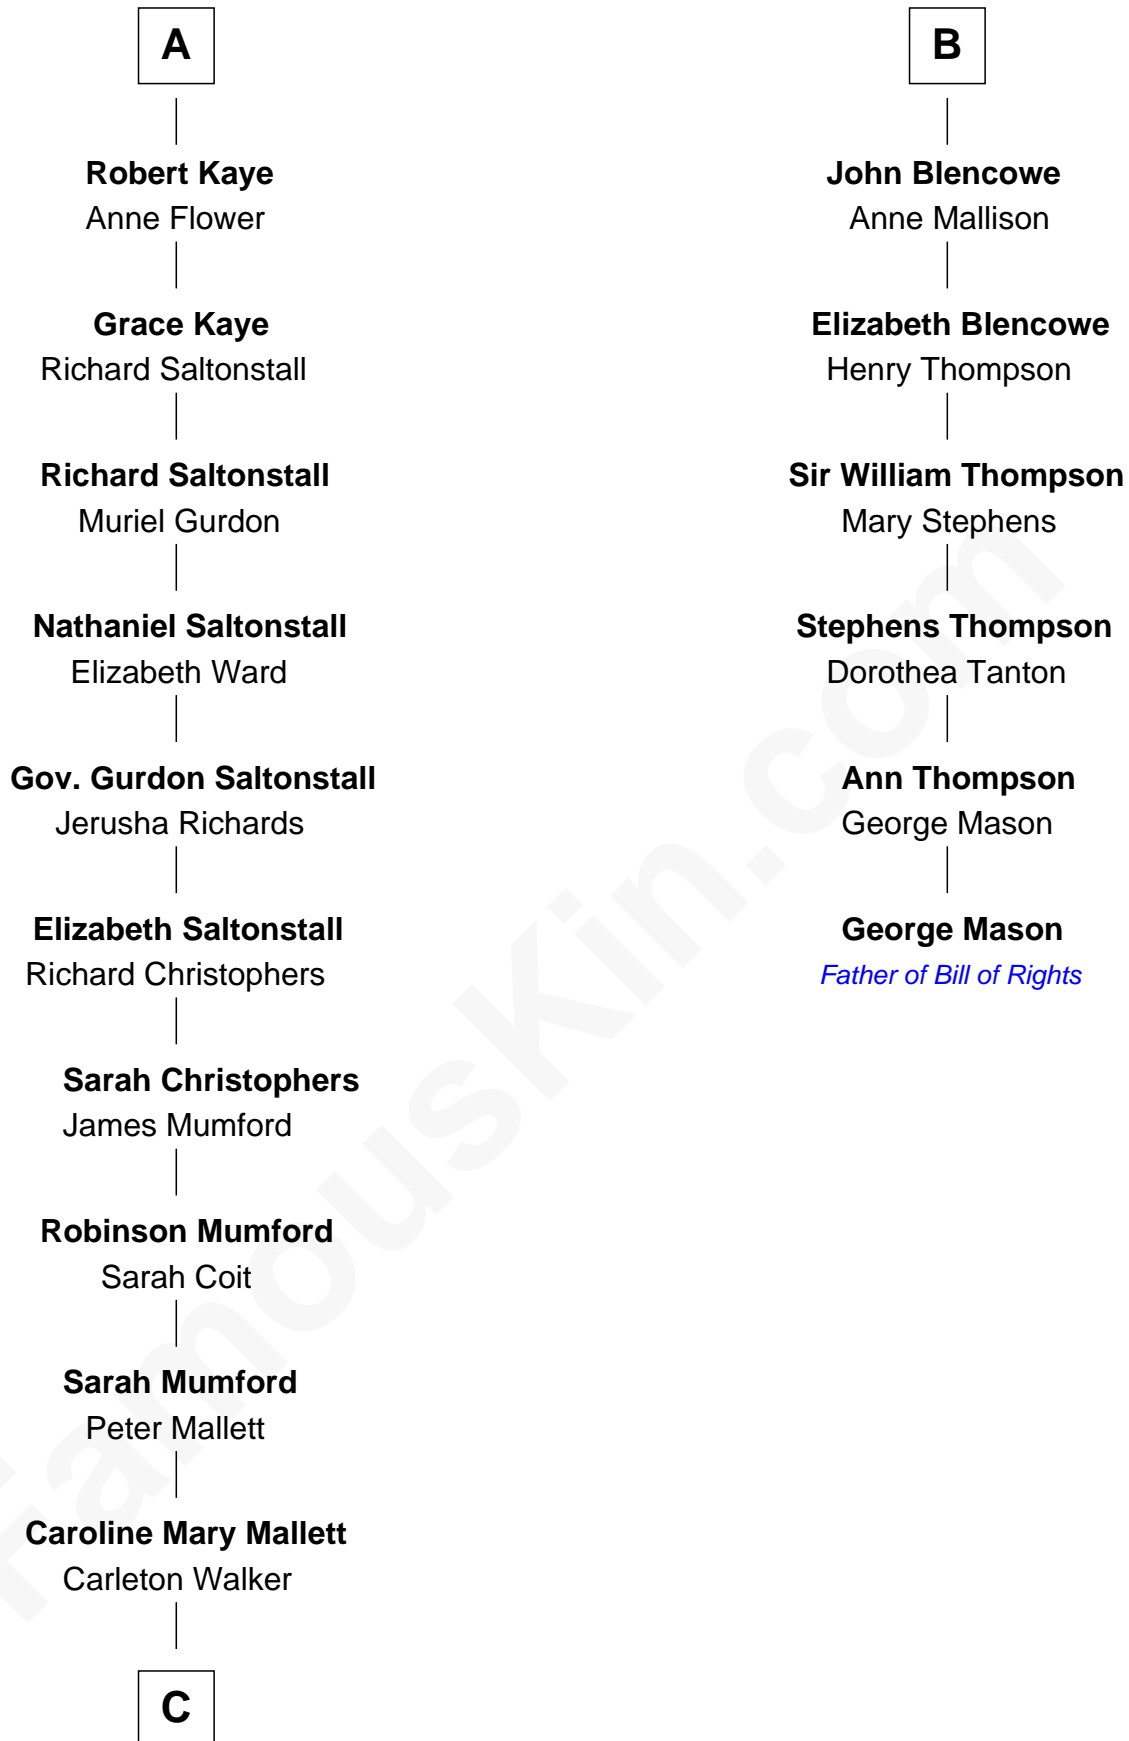 A
Robert Kaye
Anne Flower
Grace Kaye
Richard Saltonstall
Richard Saltonstall
Muriel Gurdon
Nathaniel Saltonstall
Elizabeth Ward
Gov. Gurdon Saltonstall
Jerusha Richards
Elizabeth Saltonstall
Richard Christophers
Sarah Christophers
James Mumford
Robinson Mumford
Sarah Coit
Sarah Mumford
Peter Mallett
Caroline Mary Mallett
Carleton Walker
C
B
John Blencowe
Anne Mallison
Elizabeth Blencowe
Henry Thompson
Sir William Thompson
Mary Stephens
Stephens Thompson
Dorothea Tanton
Ann Thompson
George Mason
George Mason
Father of Bill of Rights
FamousKin.com